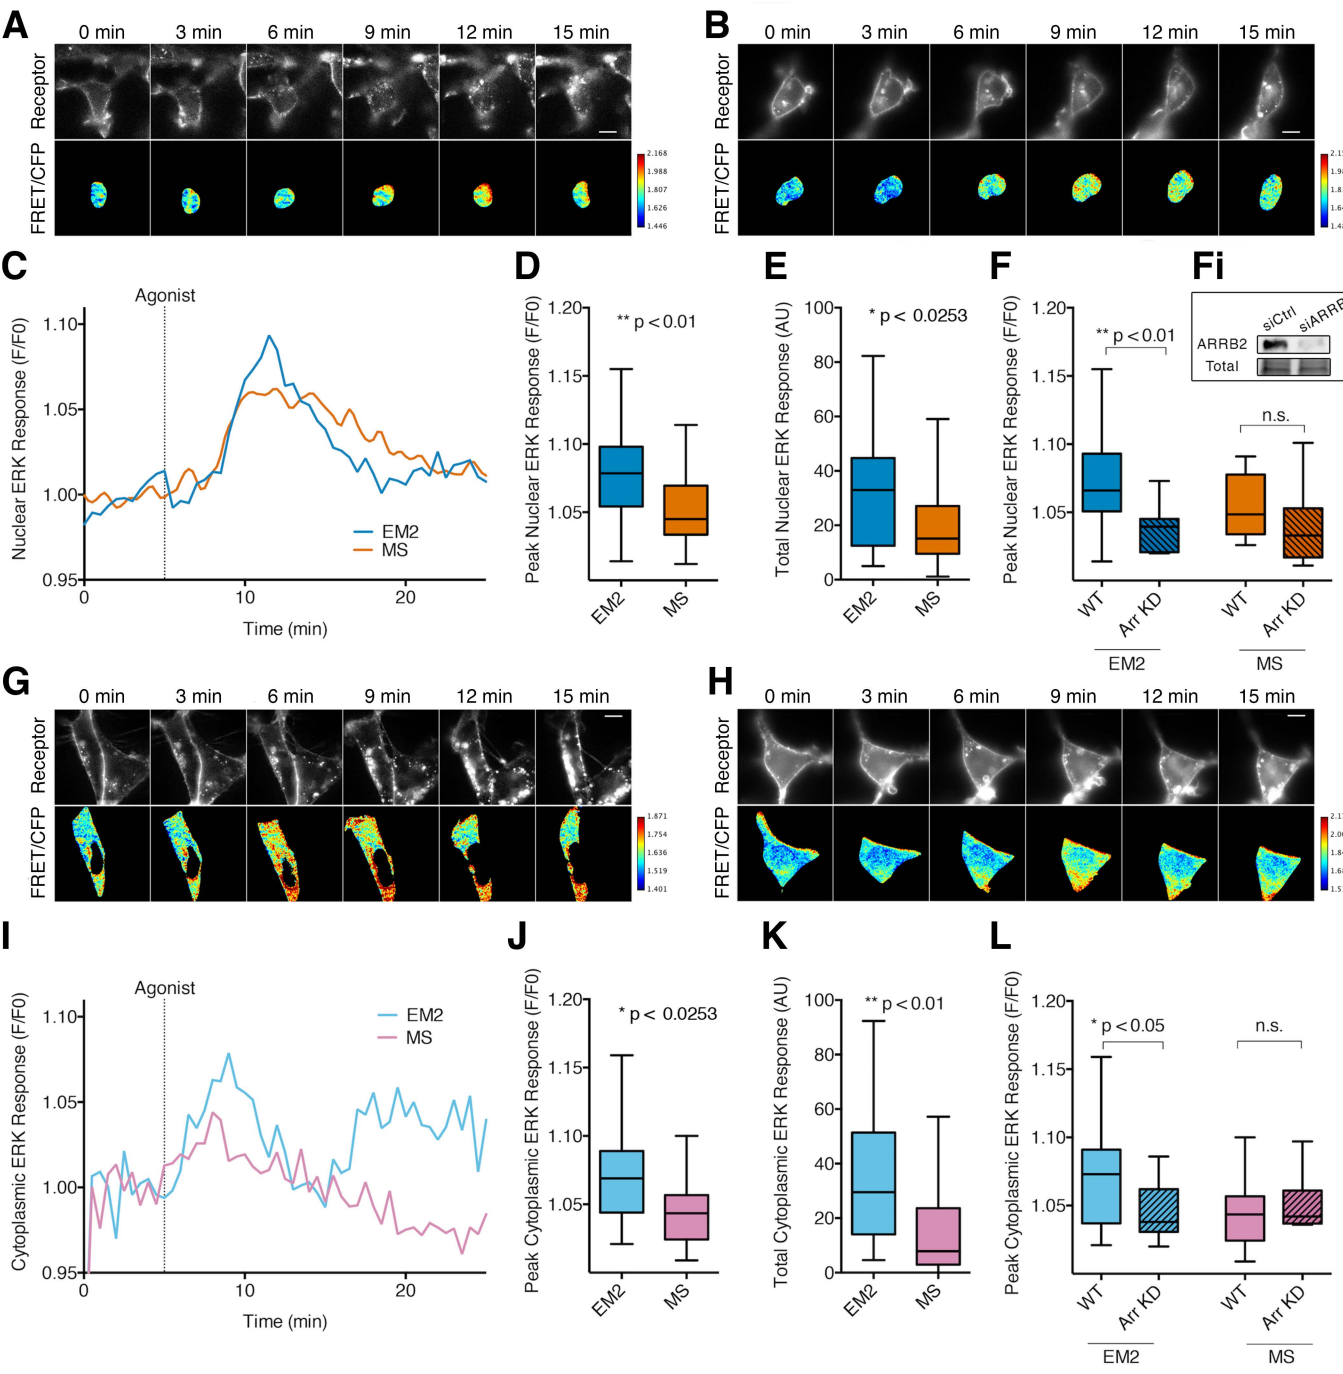 A
0 min 3 min 6 min 9 min 12 min 15 min
Receptor
FRET/CFP
2.168
1.988
1.807
1.626
1.446
B
0 min 3 min 6 min 9 min 12 min 15 min
Receptor
FRET/CFP
C
Agonist
Nuclear ERK Response (F/F0)
1.10
1.05
1.00
0.95
0 10 20
Time (min)
EM2
MS
D
Peak Nuclear ERK Response (F/F0)
1.20
1.15
1.10
1.05
** p < 0.01
EM2 MS
E
Total Nuclear ERK Response (AU)
100
80
60
40
20
0
* p < 0.0253
EM2 MS
F
Peak Nuclear ERK Response (F/F0)
1.20
1.15
1.10
1.05
** p < 0.01
n.s.
WT Arr KD WT Arr KD
EM2 MS
Fi
siCtrl siARRB
ARRB2
Total
G
0 min 3 min 6 min 9 min 12 min 15 min
Receptor
FRET/CFP
1.871
1.754
1.636
1.519
1.401
H
0 min 3 min 6 min 9 min 12 min 15 min
Receptor
FRET/CFP
I
Agonist
Cytoplasmic ERK Response (F/F0)
1.10
1.05
1.00
0.95
0 10 20
Time (min)
EM2
MS
J
Peak Cytoplasmic ERK Response (F/F0)
1.20
1.15
1.10
1.05
* p < 0.0253
EM2 MS
K
Total Cytoplasmic ERK Response (AU)
100
80
60
40
20
0
** p < 0.01
EM2 MS
L
Peak Cytoplasmic ERK Response (F/F0)
1.20
1.15
1.10
1.05
* p < 0.05
n.s.
WT Arr KD WT Arr KD
EM2 MS